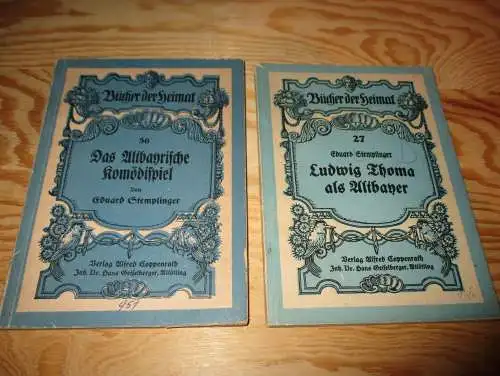 Bücher der Heimat
36
Das Altbayrische
Komödispiel
Von
Eduard Stemplinger
Verlag Alfred Coppenrath
Inh. Dr. Hans Geiselberger, Altötting
951
Bücher der Heimat
27
Eduard Stemplinger
Ludwig Thoma
als Altbayer
Verlag Alfred Coppenrath
Inh. Dr. Hans Geiselberger, Altötting